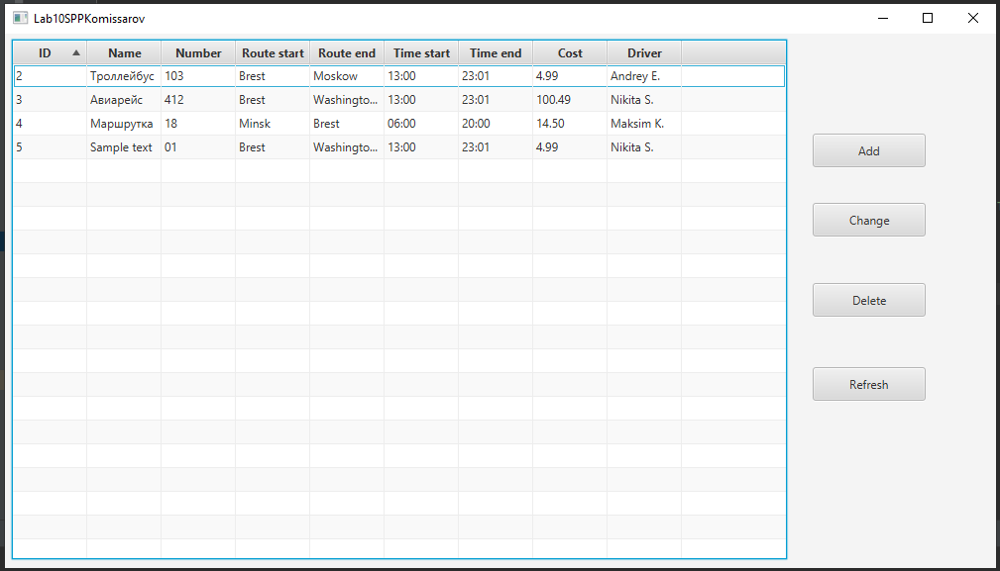 Lab10SPPKomissarov
ID Name Number Route start Route end Time start Time end Cost Driver
2 Троллейбус 103 Brest Moskow 13:00 23:01 4.99 Andrey E.
3 Авиарейс 412 Brest Washingto... 13:00 23:01 100.49 Nikita S.
4 Маршрутка 18 Minsk Brest 06:00 20:00 14.50 Maksim K.
5 Sample text 01 Brest Washingto... 13:00 23:01 4.99 Nikita S.
Add
Change
Delete
Refresh